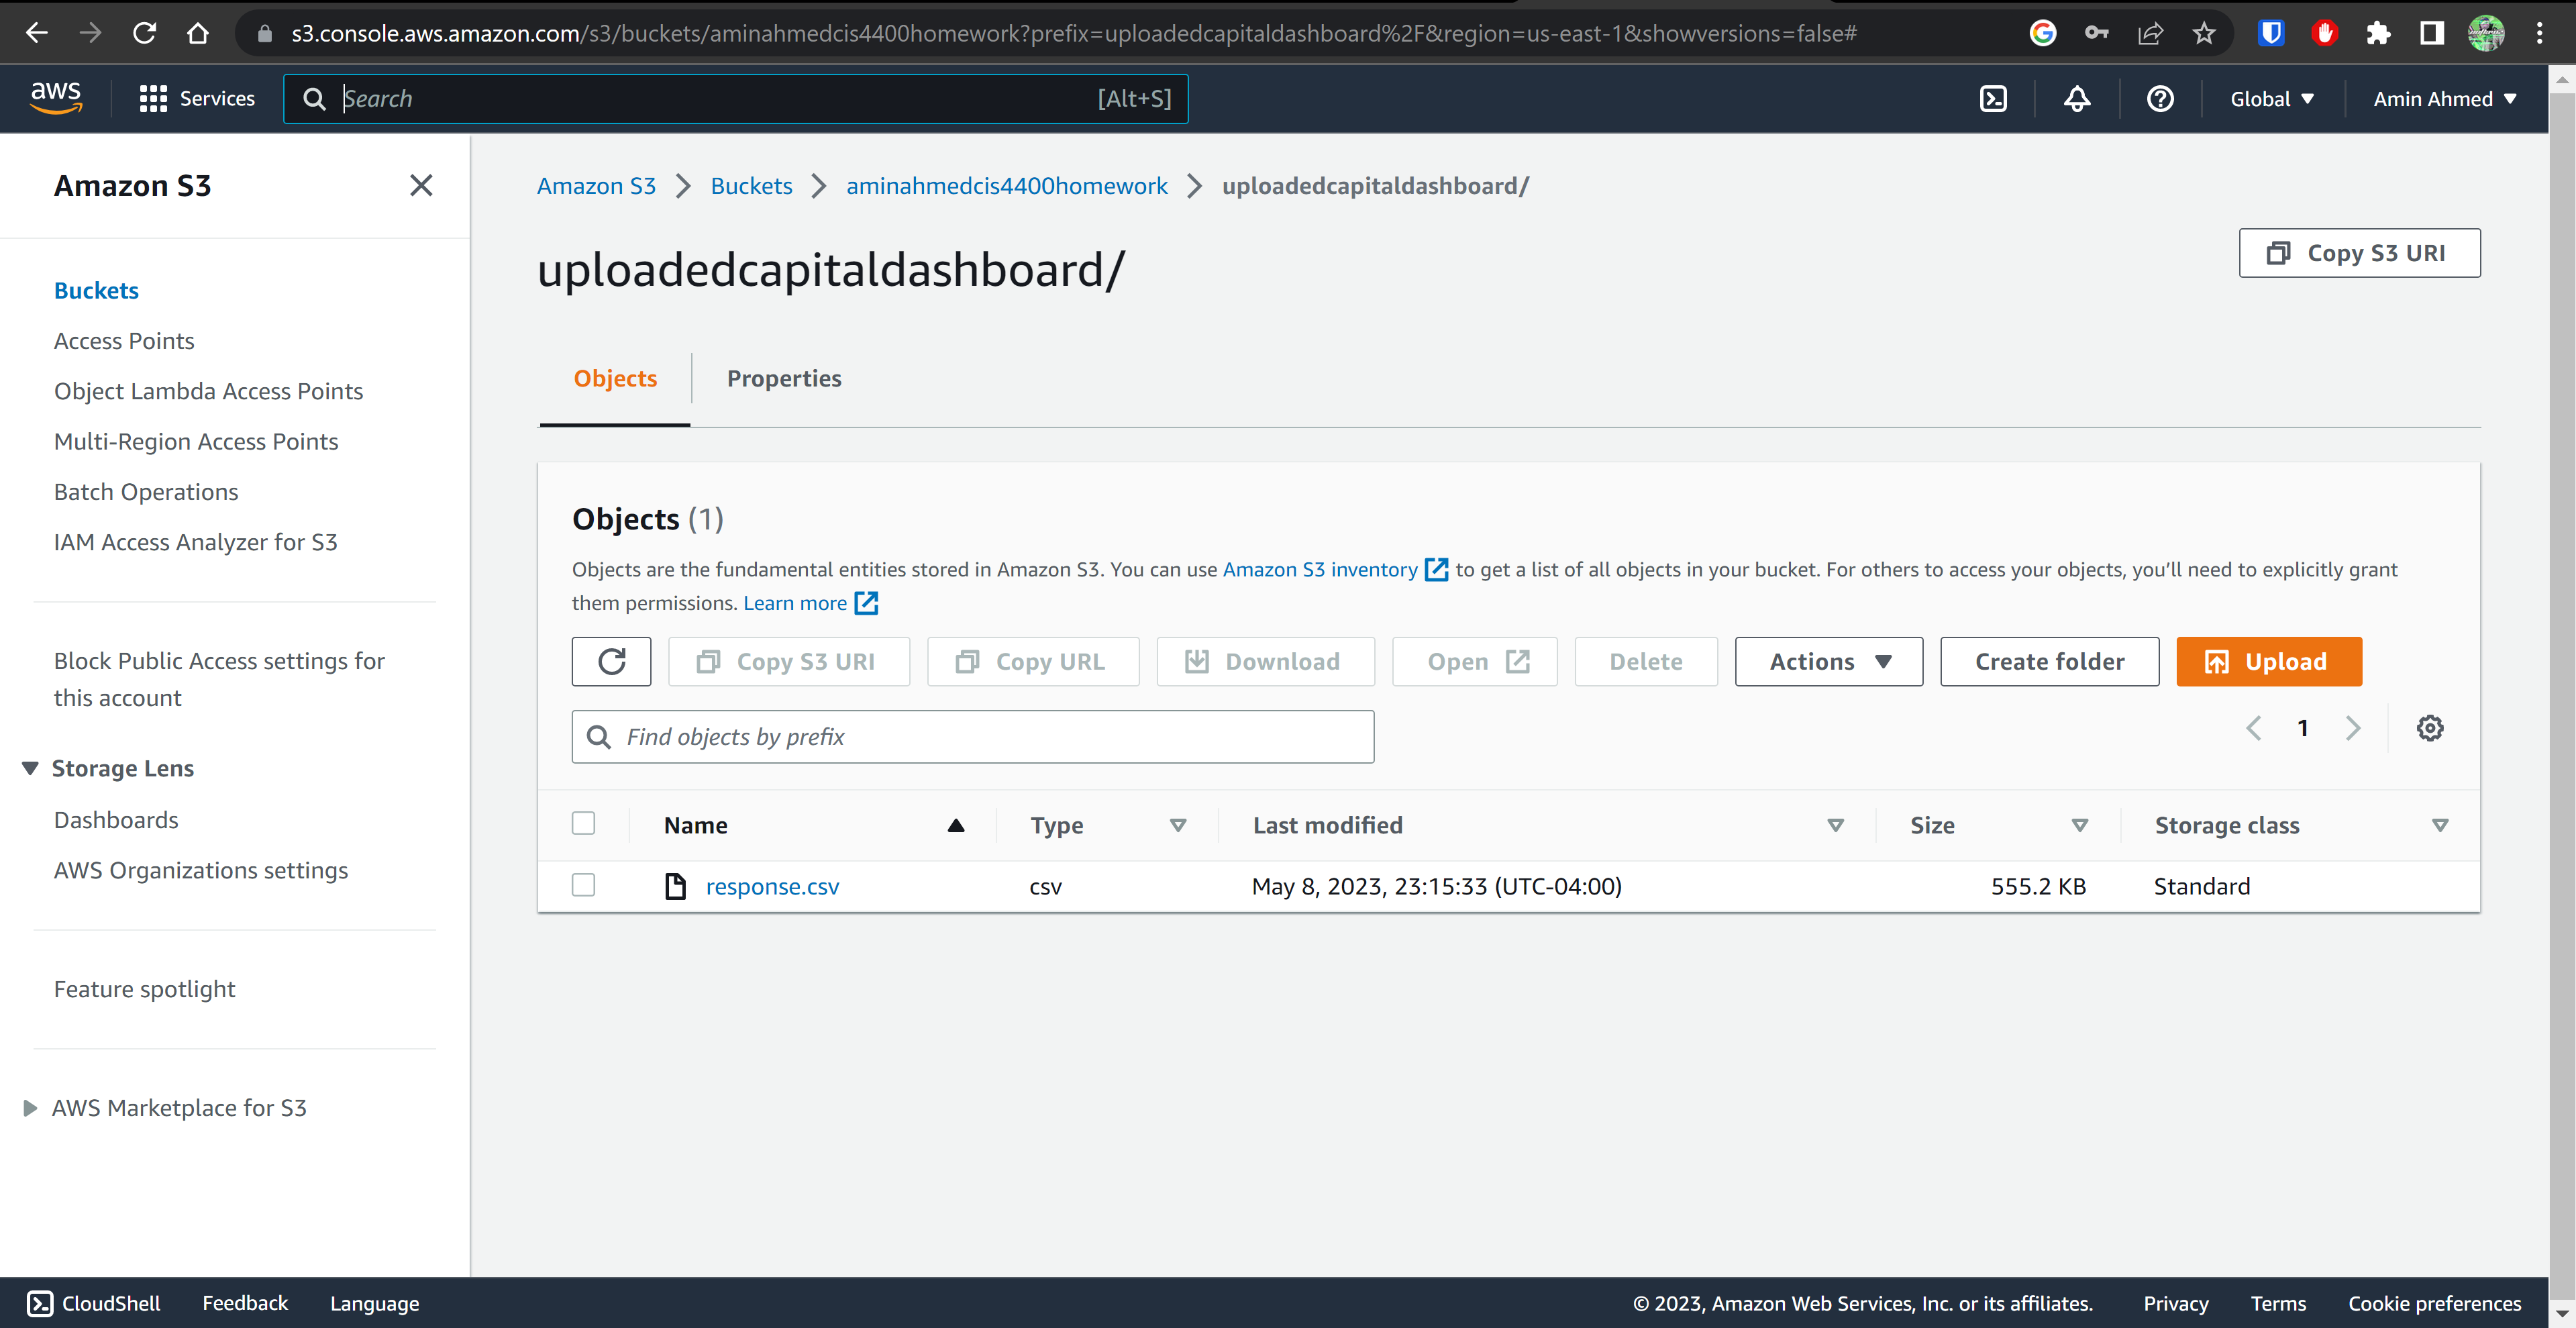 s3.console.aws.amazon.com/s3/buckets/aminahmedcis4400homework?prefix=uploadedcapitaldashboard%2F&region=us-east-1&showversions=false#
aws Services Search [Alt+S] Global Amin Ahmed
Amazon S3
Buckets
Access Points
Object Lambda Access Points
Multi-Region Access Points
Batch Operations
IAM Access Analyzer for S3
Block Public Access settings for
this account
Storage Lens
Dashboards
AWS Organizations settings
Feature spotlight
AWS Marketplace for S3
Amazon S3 Buckets aminahmedcis4400homework uploadedcapitaldashboard/
uploadedcapitaldashboard/
Copy S3 URI
Objects Properties
Objects (1)
Objects are the fundamental entities stored in Amazon S3. You can use Amazon S3 inventory to get a list of all objects in your bucket. For others to access your objects, you’ll need to explicitly grant
them permissions. Learn more
Copy S3 URI Copy URL Download Open Delete Actions Create folder Upload
Find objects by prefix 1
Name Type Last modified Size Storage class
response.csv csv May 8, 2023, 23:15:33 (UTC-04:00) 555.2 KB Standard
CloudShell Feedback Language © 2023, Amazon Web Services, Inc. or its affiliates. Privacy Terms Cookie preferences